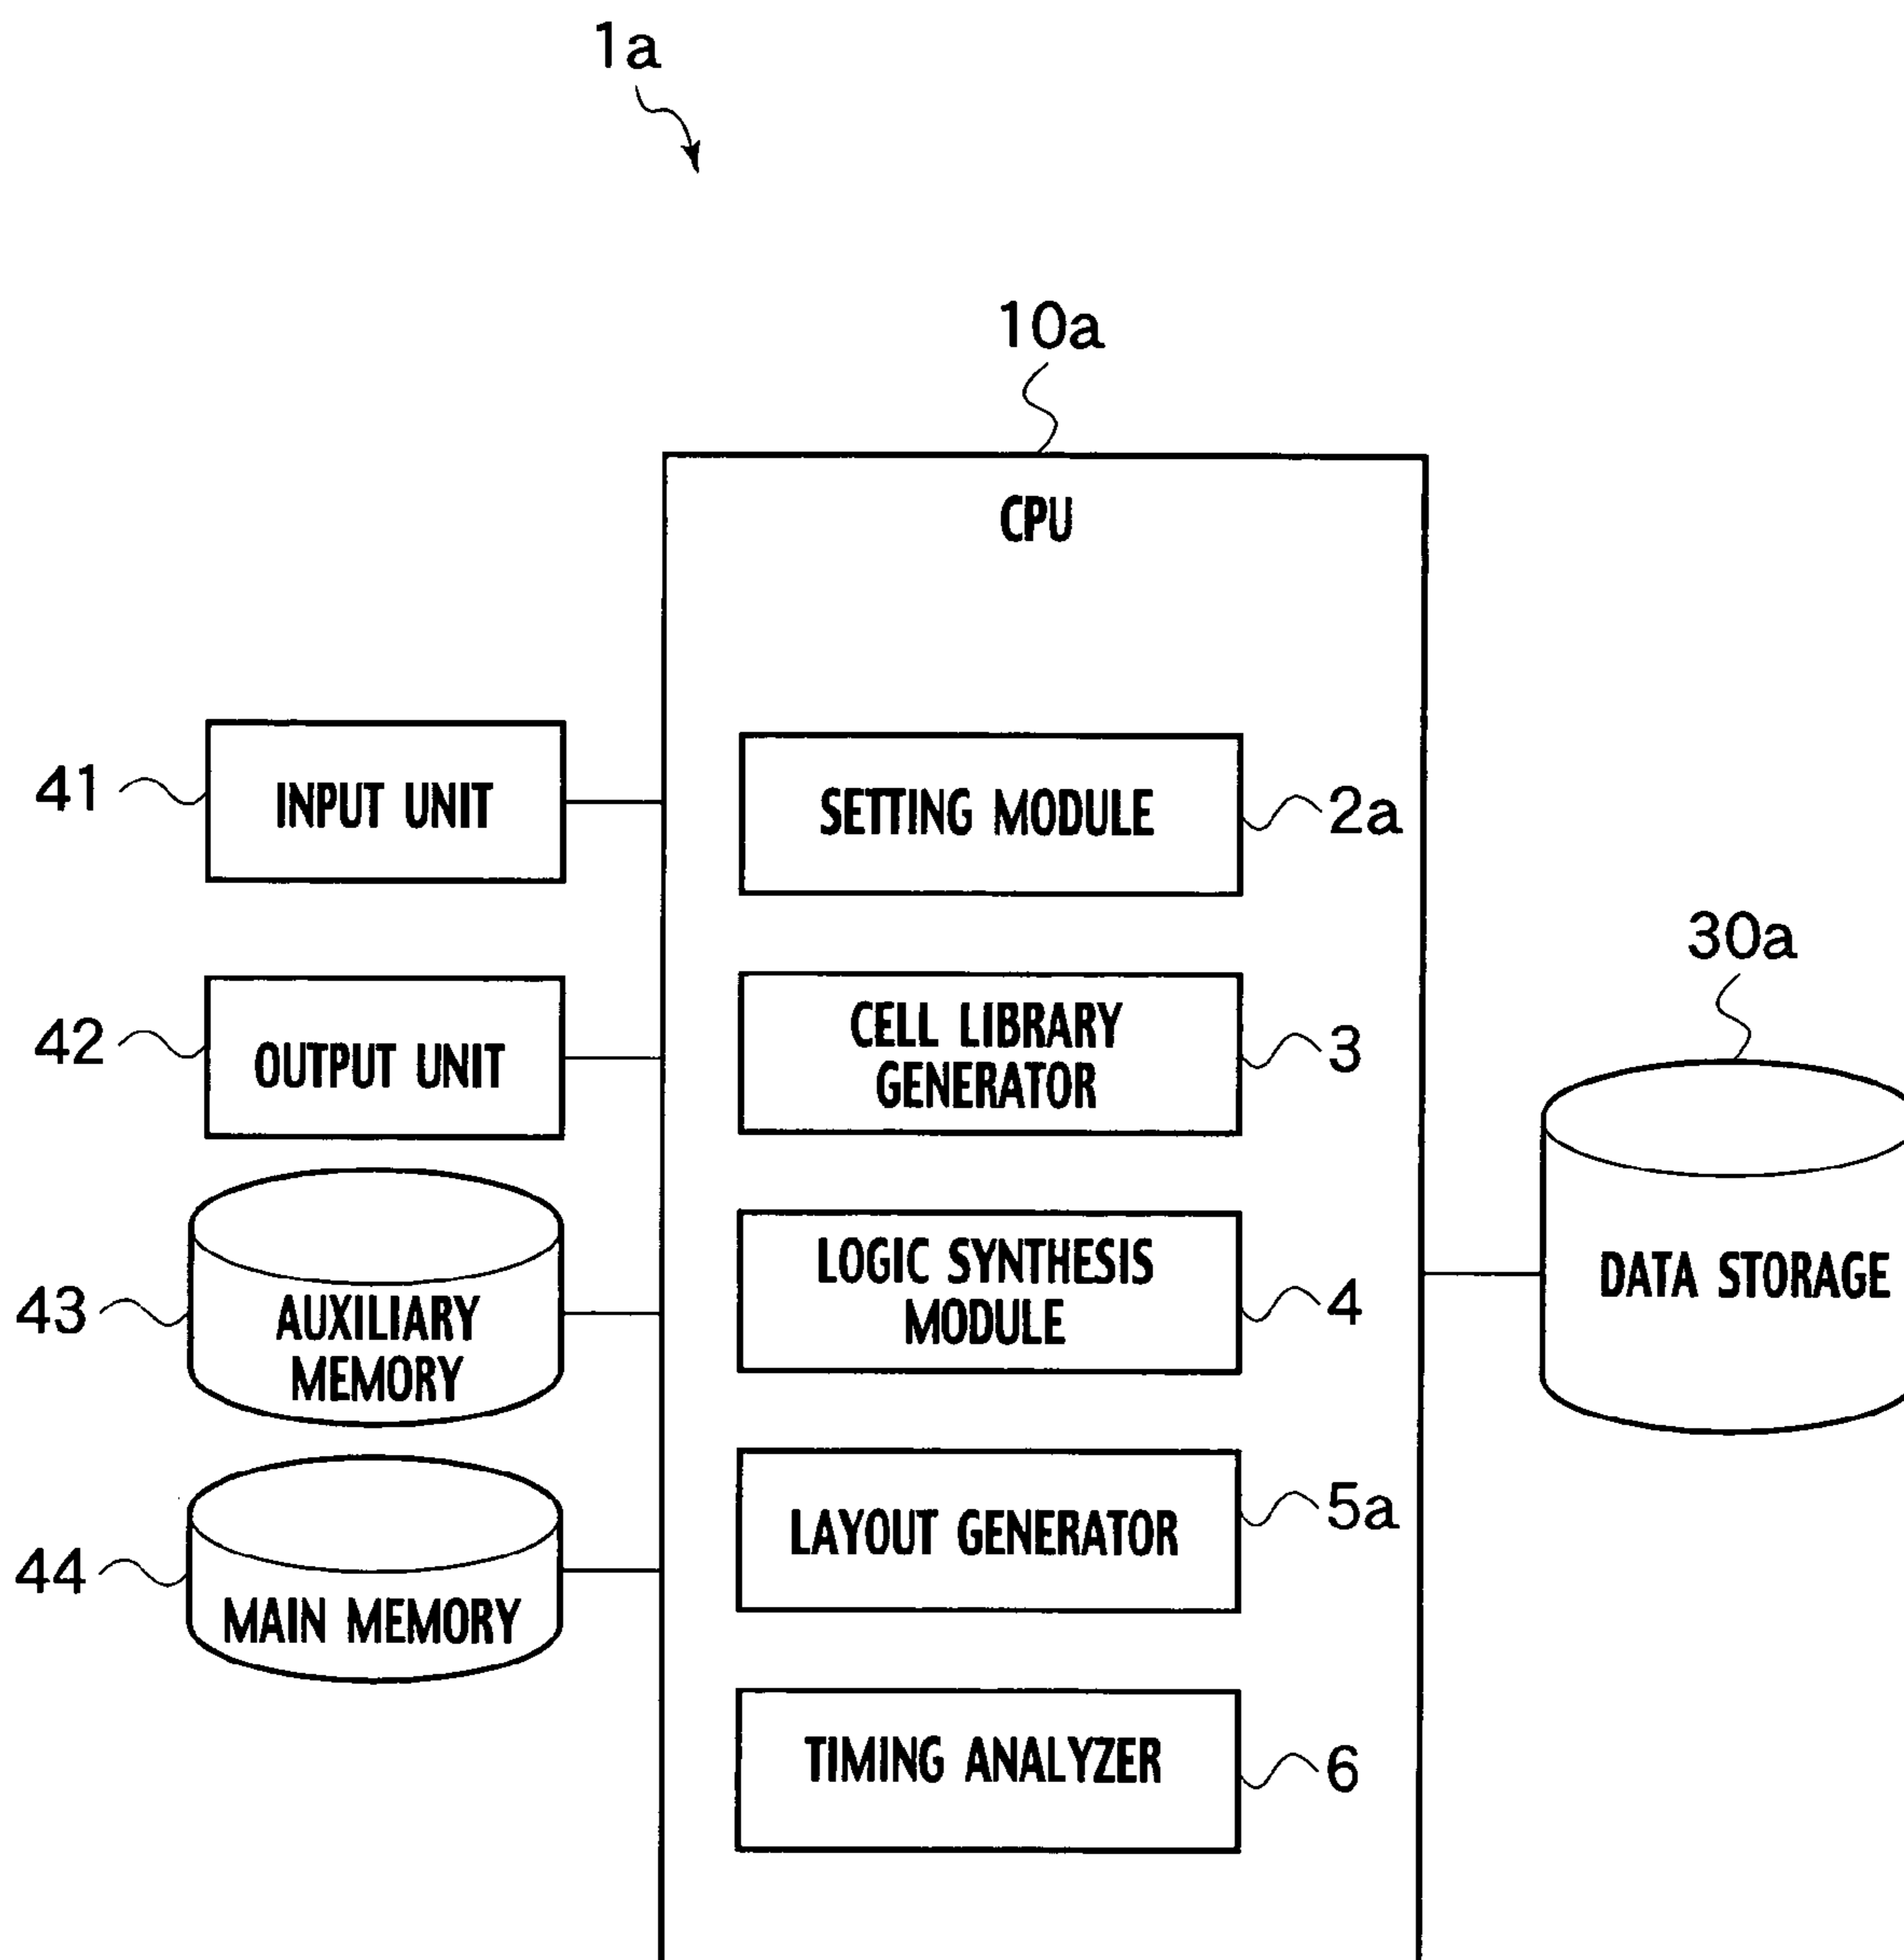 1a
10a
CPU
41
INPUT UNIT
SETTING MODULE
2a
30a
42
OUTPUT UNIT
CELL LIBRARY
GENERATOR
3
43
AUXILIARY
MEMORY
LOGIC SYNTHESIS
MODULE
4
DATA STORAGE
44
MAIN MEMORY
LAYOUT GENERATOR
5a
TIMING ANALYZER
6